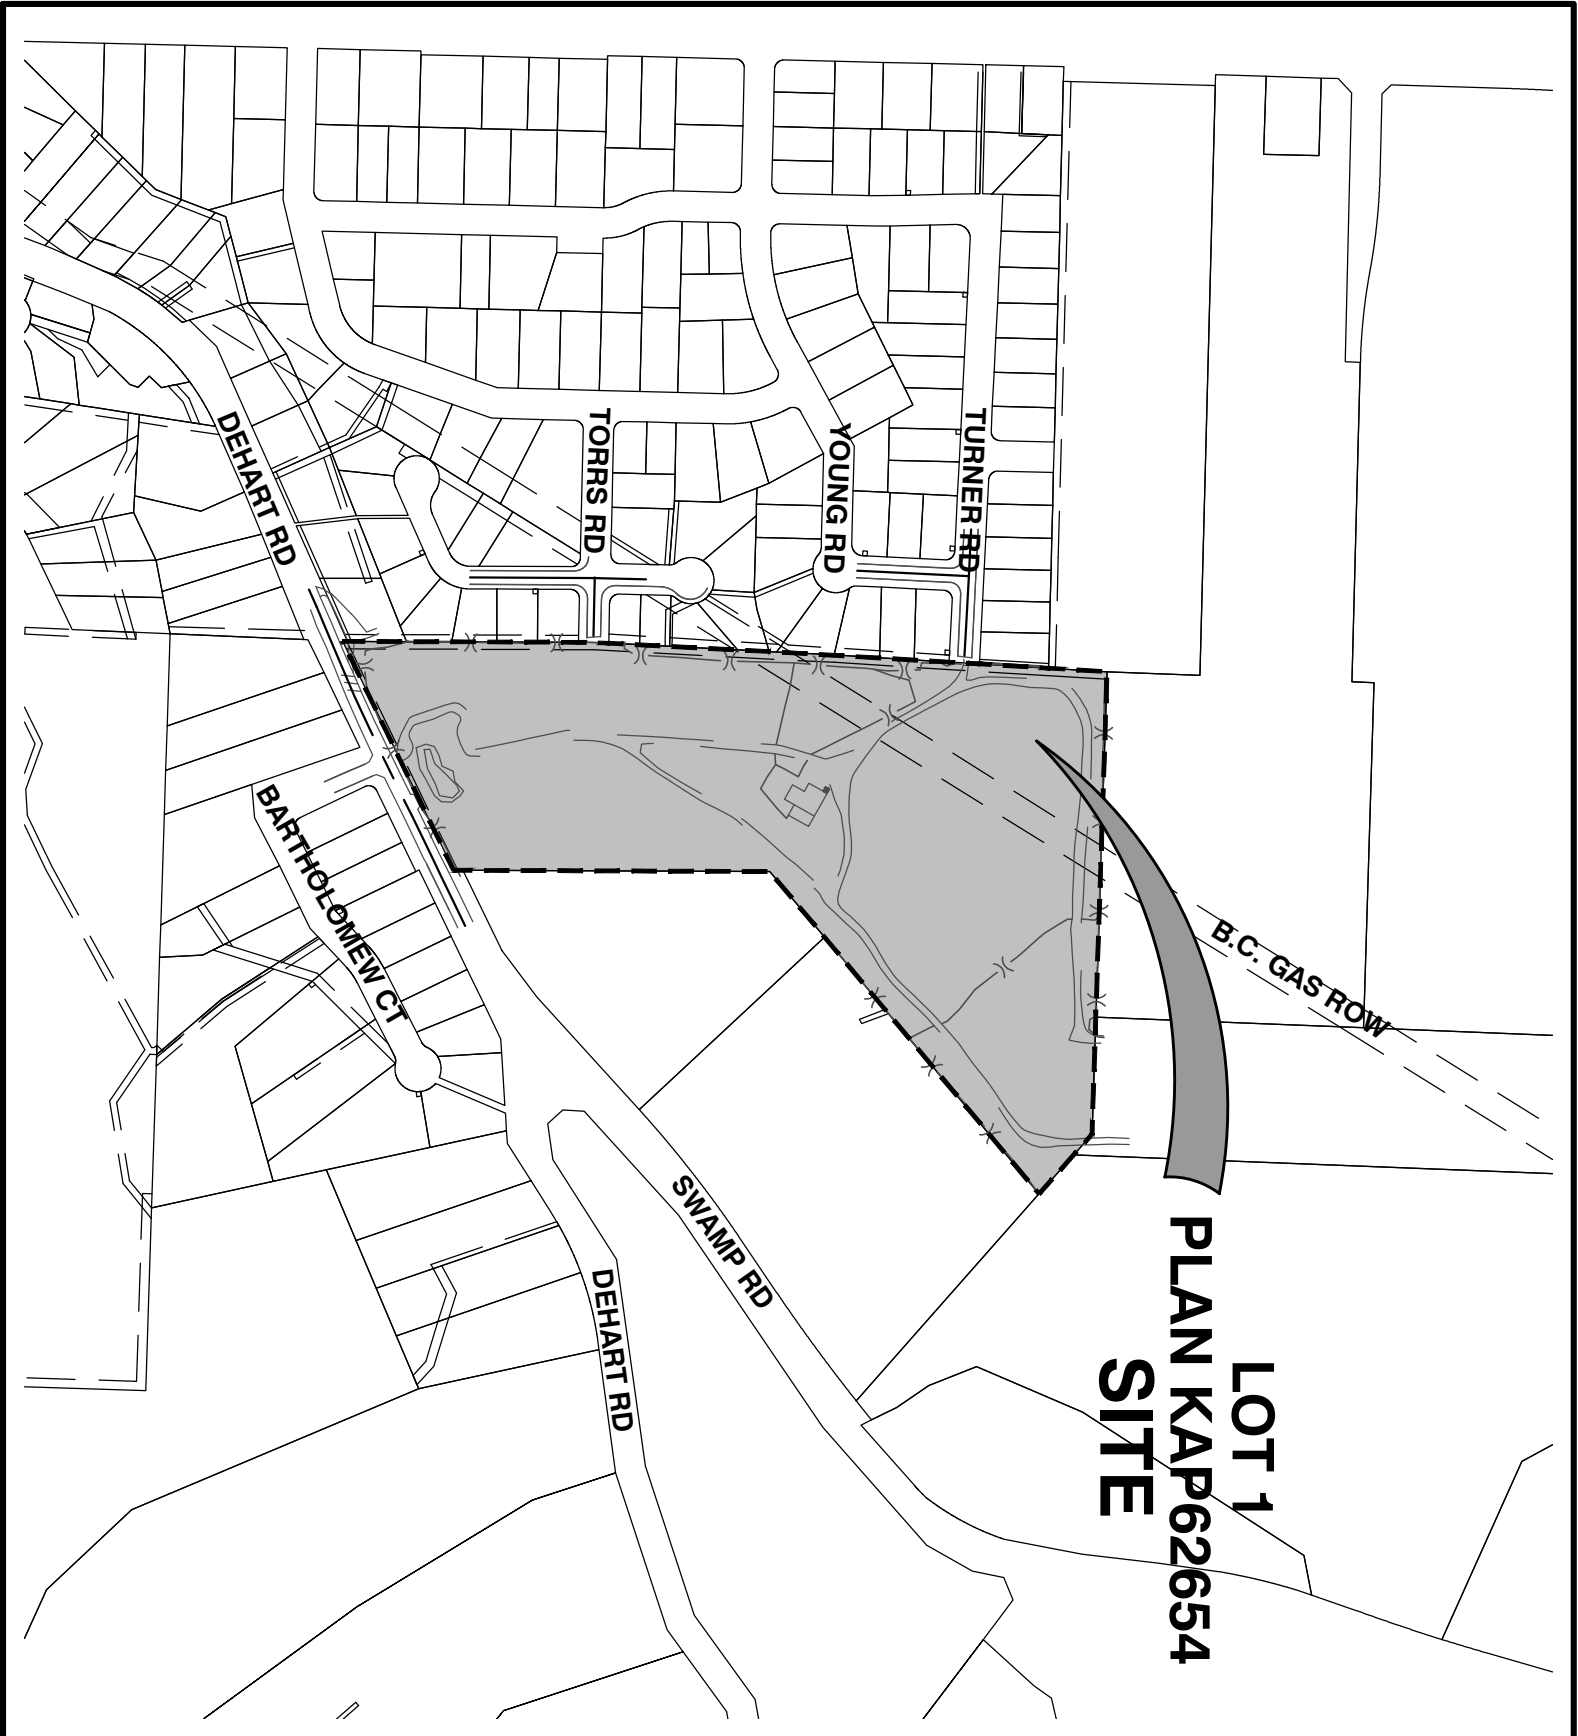 DEHART RD
TORRS RD
YOUNG RD
TURNER RD
BARTHOLOMEW CT
B.C. GAS ROW
SWAMP RD
DEHART RD
LOT 1
PLAN KAP62654
SITE